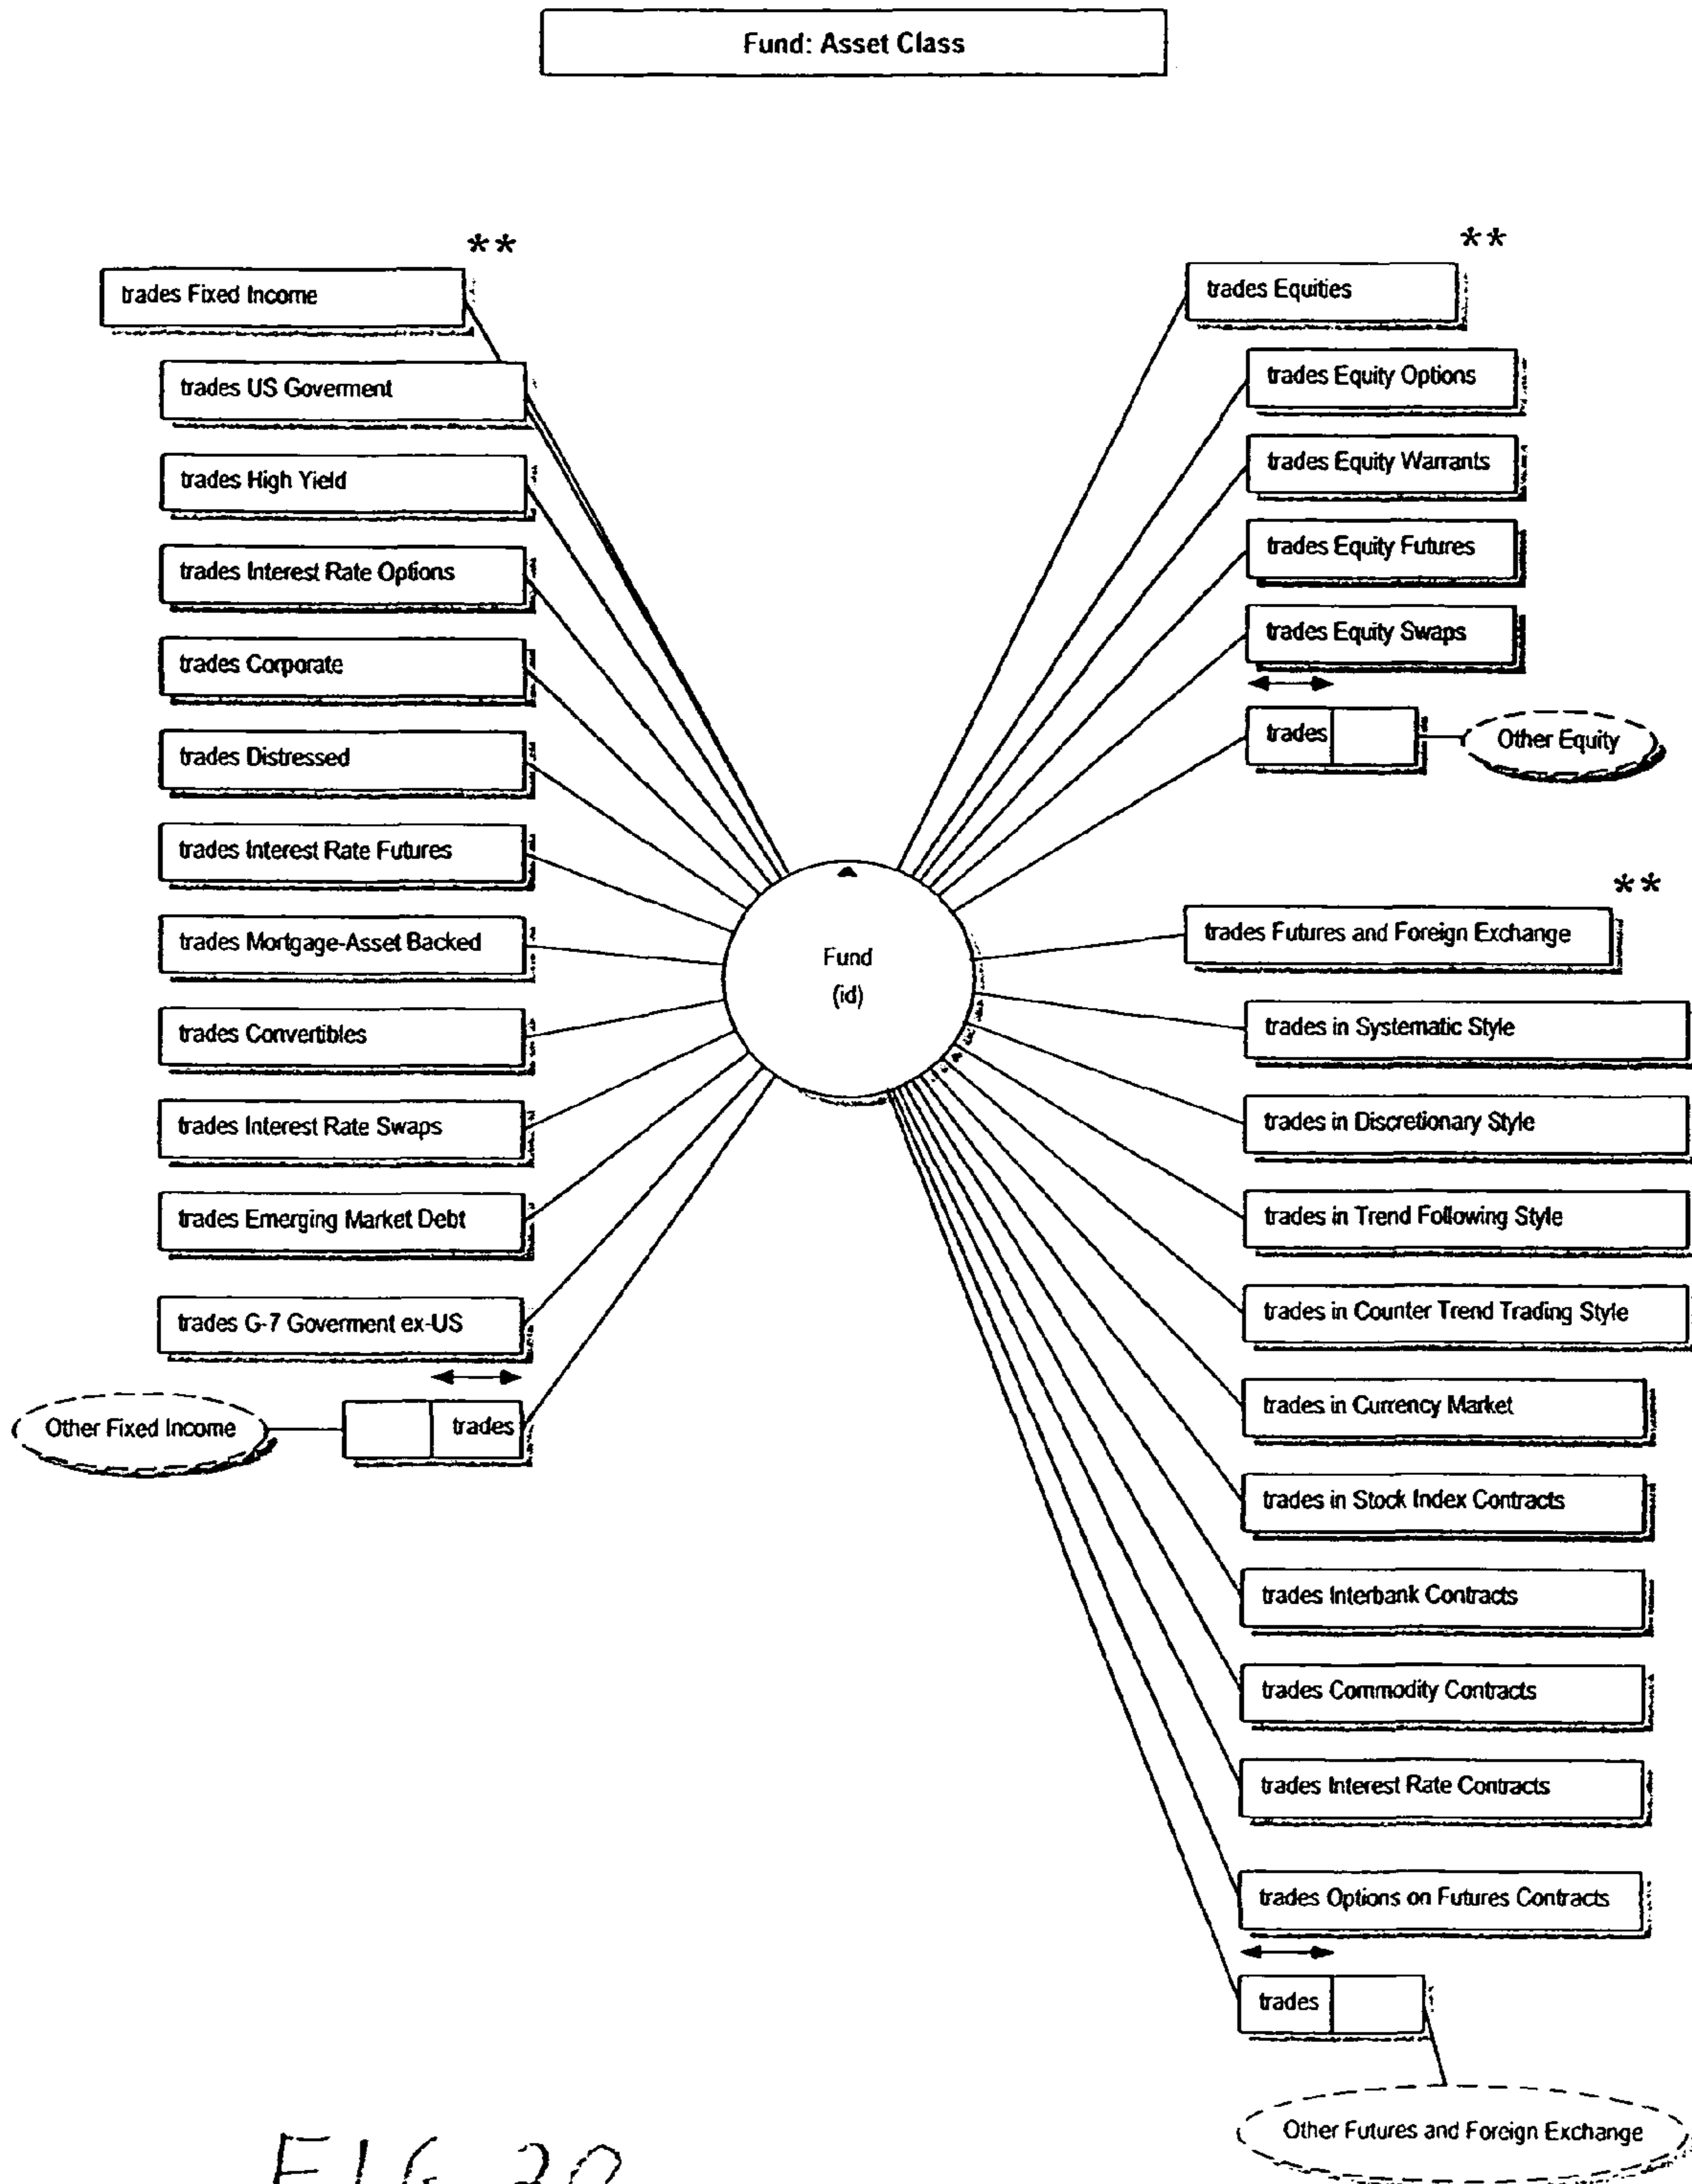 Fund: Asset Class
**
trades Fixed Income
trades US Goverment
trades High Yield
trades Interest Rate Options
trades Corporate
trades Distressed
trades Interest Rate Futures
trades Mortgage-Asset Backed
trades Convertibles
trades Interest Rate Swaps
trades Emerging Market Debt
trades G-7 Goverment ex-US
Other Fixed Income
trades
Fund
(id)
**
trades Equities
trades Equity Options
trades Equity Warrants
trades Equity Futures
trades Equity Swaps
trades
Other Equity
**
trades Futures and Foreign Exchange
trades in Systematic Style
trades in Discretionary Style
trades in Trend Following Style
trades in Counter Trend Trading Style
trades in Currency Market
trades in Stock Index Contracts
trades Interbank Contracts
trades Commodity Contracts
trades Interest Rate Contracts
trades Options on Futures Contracts
trades
Other Futures and Foreign Exchange
FIG 20